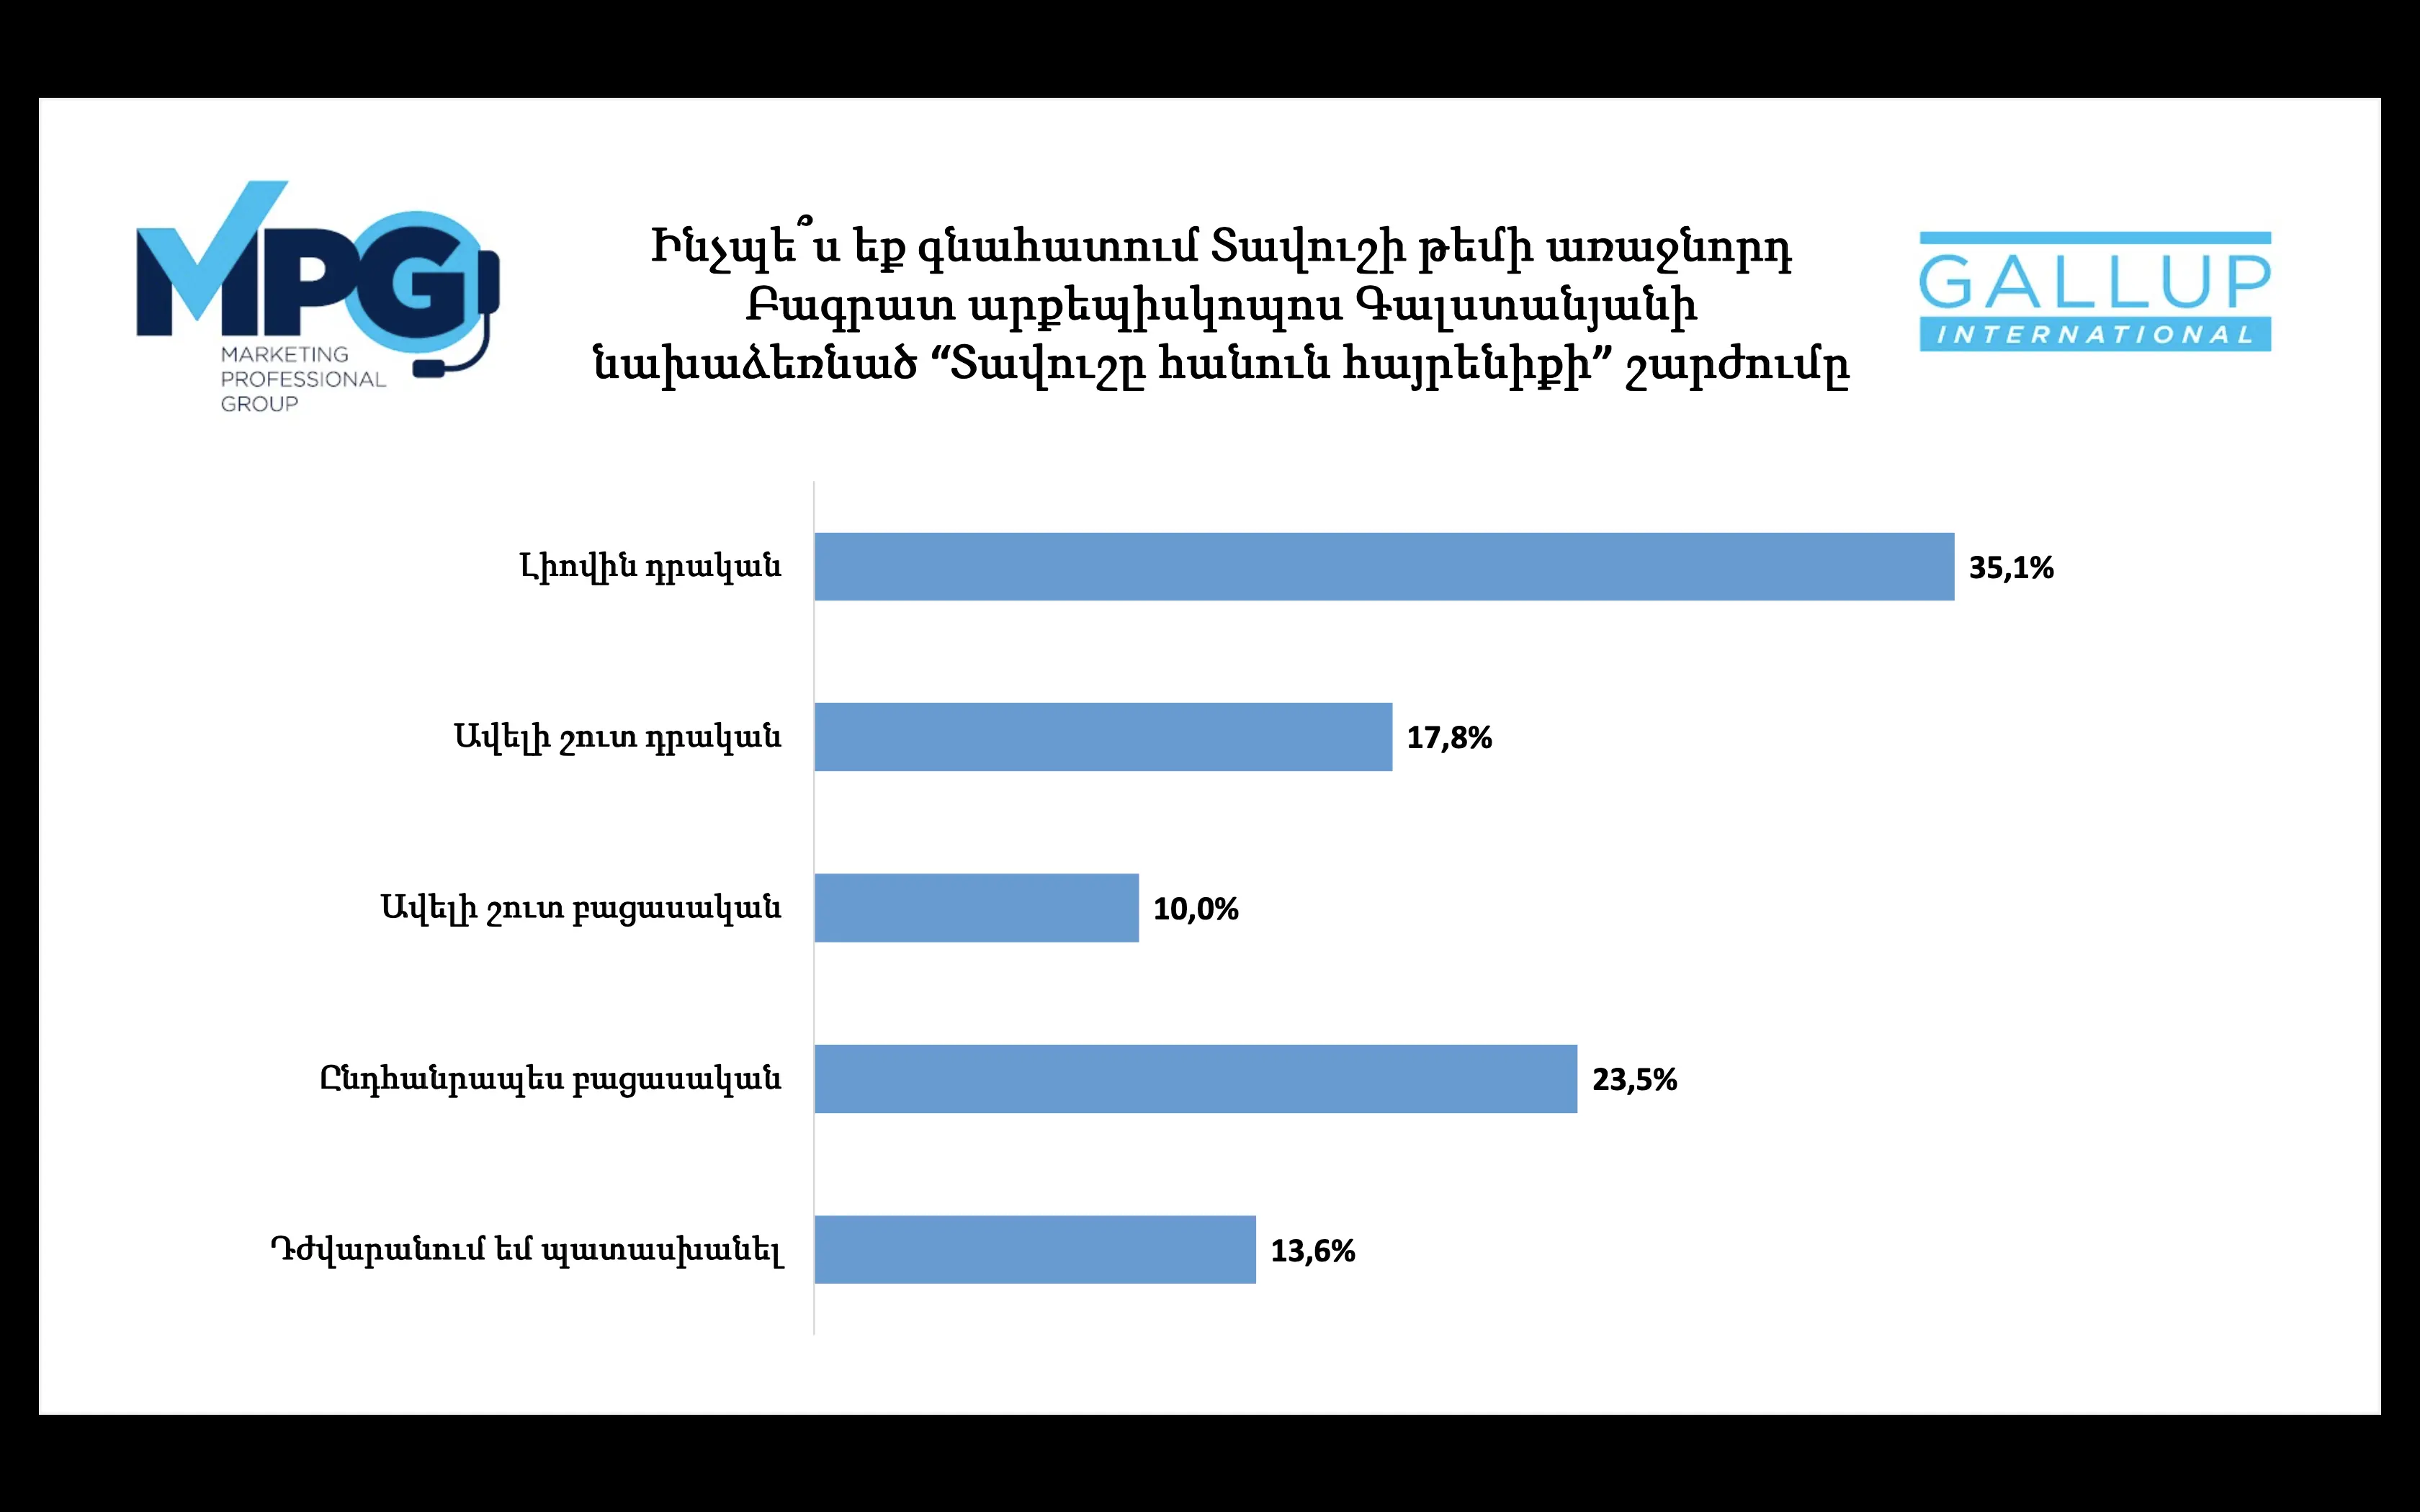 MPG
MARKETING
PROFESSIONAL
GROUP
Ինչպե՞ս եք գնահատում Տավուշի թեմի առաջնորդ
Բագրատ արքեպիսկոպոս Գալստանյանի
նախաձեռնած “Տավուշը հանուն հայրենիքի” շարժումը
GALLUP
INTERNATIONAL
Լիովին դրական 35,1%
Ավելի շուտ դրական 17,8%
Ավելի շուտ բացասական 10,0%
Ընդհանրապես բացասական 23,5%
Դժվարանում եմ պատասխանել 13,6%